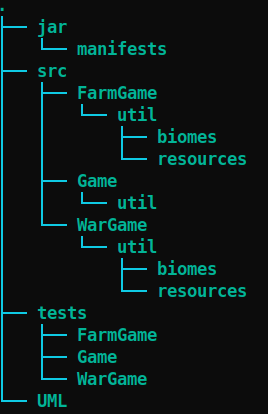 .
├── jar
│   └── manifests
├── src
│   ├── FarmGame
│   │   └── util
│   │       ├── biomes
│   │       └── resources
│   ├── Game
│   │   └── util
│   └── WarGame
│       └── util
│           ├── biomes
│           └── resources
├── tests
│   ├── FarmGame
│   ├── Game
│   └── WarGame
└── UML